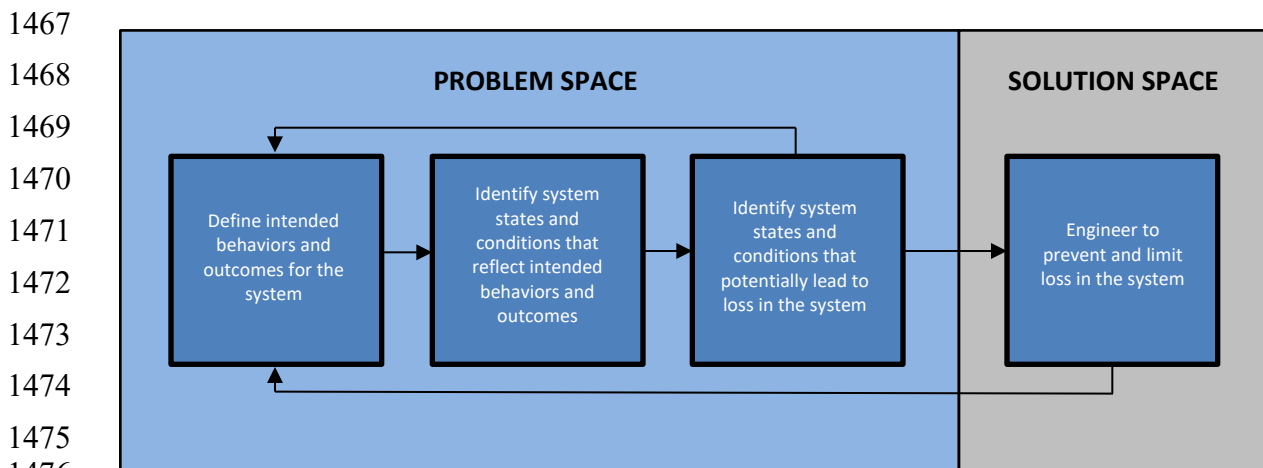 1467
1468
1469
1470
1471
1472
1473
1474
1475
1476
PROBLEM SPACE
SOLUTION SPACE
Define intended
behaviors and
outcomes for the
system
Identify system
states and
conditions that
reflect intended
behaviors and
outcomes
Identify system
states and
conditions that
potentially lead to
loss in the system
Engineer to
prevent and limit
loss in the system